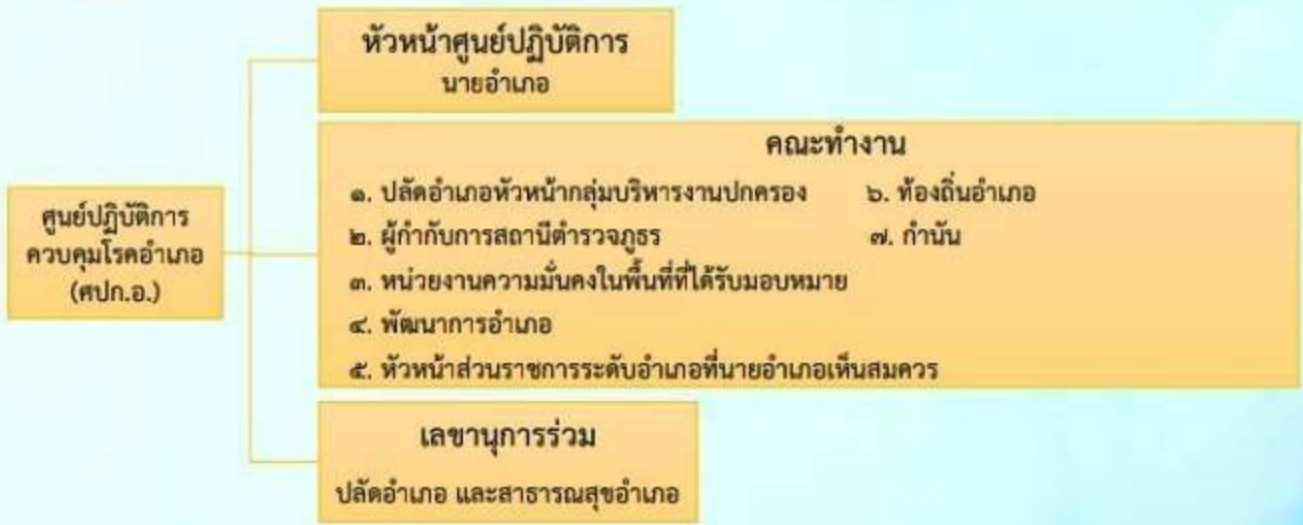 หัวหน้าศูนย์ปฏิบัติการ
นายอำเภอ
ศูนย์ปฏิบัติการ
ควบคุมโรคอำเภอ
(ศปก.อ.)
คณะทำงาน
๑. ปลัดอำเภอหัวหน้ากลุ่มบริหารงานปกครอง
๒. ผู้กำกับการสถานีตำรวจภูธร
๓. หน่วยงานความมั่นคงในพื้นที่ที่ได้รับมอบหมาย
๔. พัฒนาการอำเภอ
๕. หัวหน้าส่วนราชการระดับอำเภอที่นายอำเภอเห็นสมควร
๖. ท้องถิ่นอำเภอ
๗. กำนัน
เลขานุการร่วม
ปลัดอำเภอ และสาธารณสุขอำเภอ